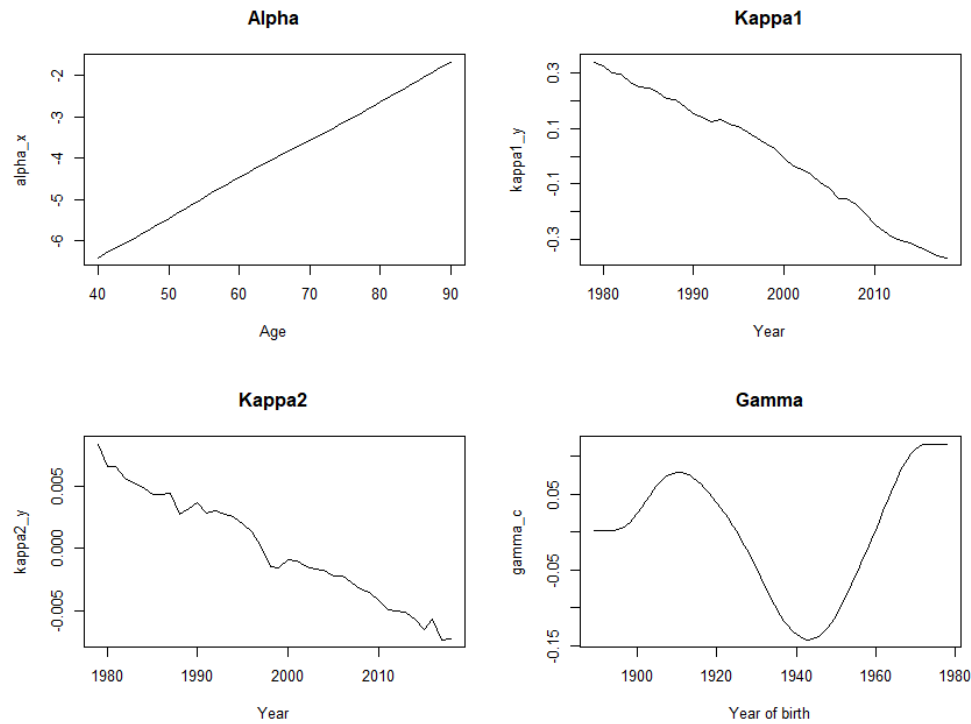 Alpha
alpha_x
-2
-3
-4
-5
-6
40 50 60 70 80 90
Age
Kappa1
kappa1_y
0.3
0.1
-0.1
-0.3
1980 1990 2000 2010
Year
Kappa2
kappa2_y
0.005
0.000
-0.005
1980 1990 2000 2010
Year
Gamma
gamma_c
0.05
-0.05
-0.15
1900 1920 1940 1960 1980
Year of birth